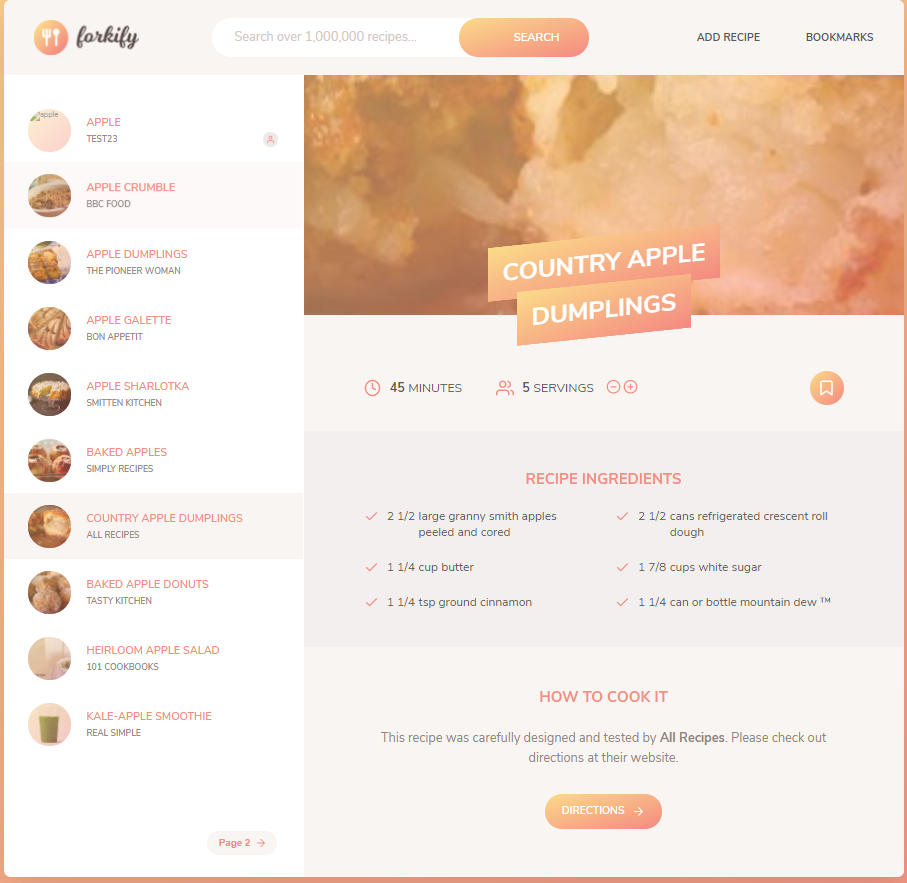 forkify
Search over 1,000,000 recipes...
SEARCH
ADD RECIPE
BOOKMARKS
apple
APPLE
TEST23
APPLE CRUMBLE
BBC FOOD
APPLE DUMPLINGS
THE PIONEER WOMAN
APPLE GALETTE
BON APPETIT
APPLE SHARLOTKA
SMITTEN KITCHEN
BAKED APPLES
SIMPLY RECIPES
COUNTRY APPLE DUMPLINGS
ALL RECIPES
BAKED APPLE DONUTS
TASTY KITCHEN
HEIRLOOM APPLE SALAD
101 COOKBOOKS
KALE-APPLE SMOOTHIE
REAL SIMPLE
Page 2
COUNTRY APPLE
DUMPLINGS
45 MINUTES
5 SERVINGS
RECIPE INGREDIENTS
2 1/2 large granny smith apples
peeled and cored
2 1/2 cans refrigerated crescent roll
dough
1 1/4 cup butter
1 7/8 cups white sugar
1 1/4 tsp ground cinnamon
1 1/4 can or bottle mountain dew ™
HOW TO COOK IT
This recipe was carefully designed and tested by All Recipes. Please check out
directions at their website.
DIRECTIONS